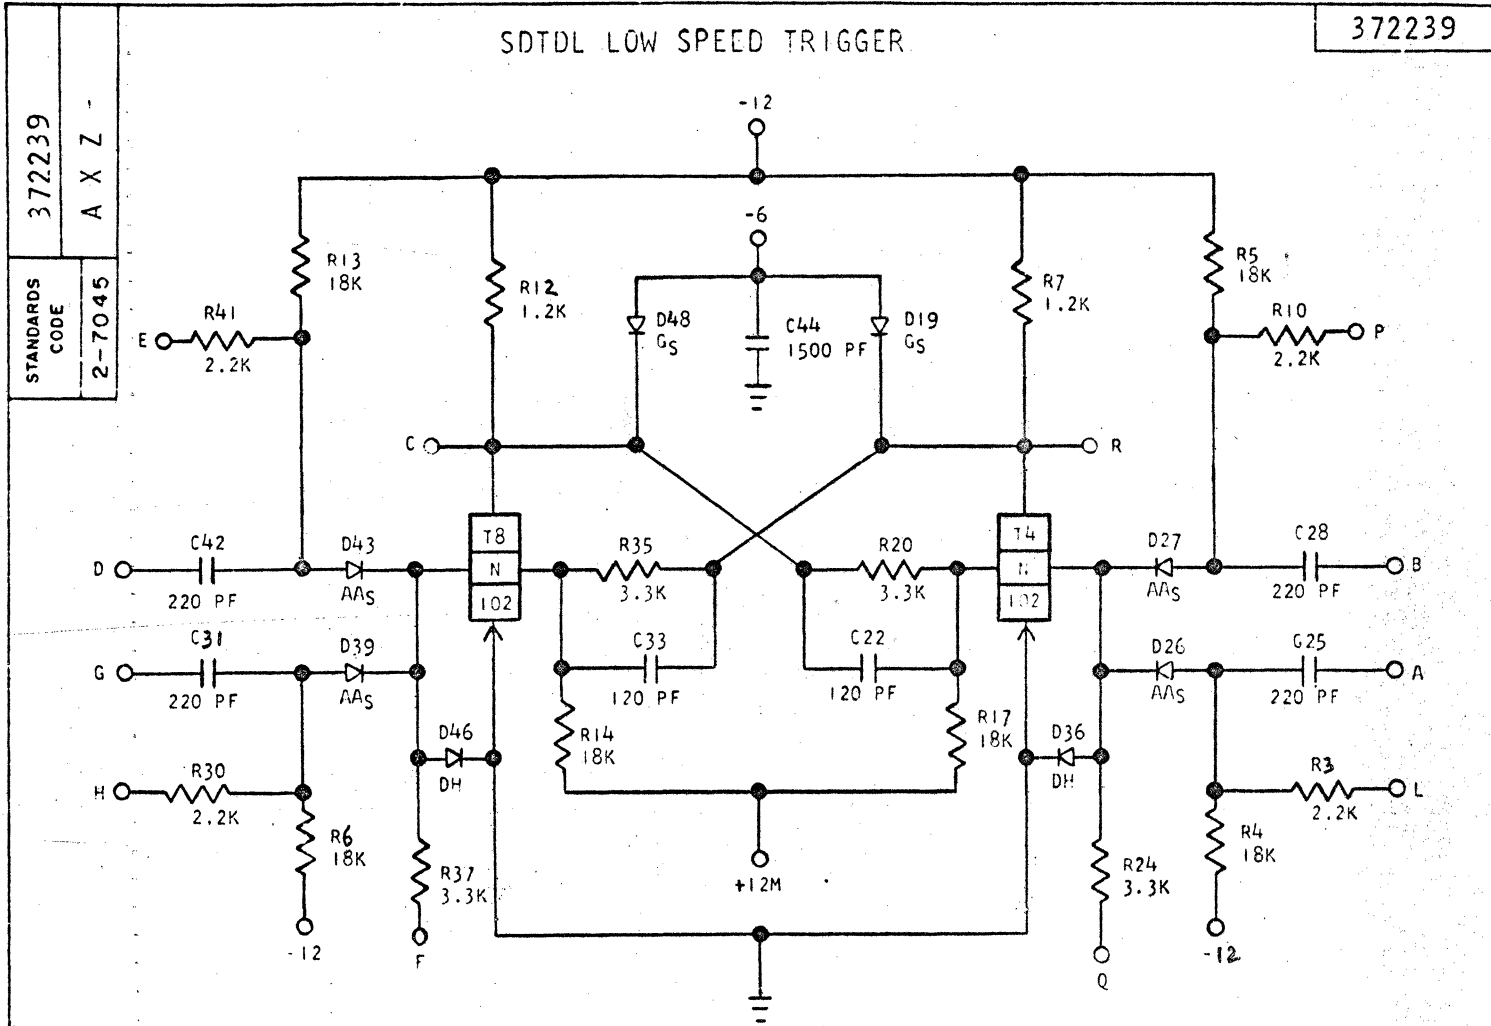 SDTDL LOW SPEED TRIGGER
372239
372239
A X Z -
STANDARDS
CODE
2-7045
-12
-6
R13
18K
R12
1.2K
D48
GS
C44
1500 PF
D19
GS
R7
1.2K
R5
18K
R41
2.2K
E
R10
2.2K
P
C
R
D
C42
220 PF
D43
AAS
T8
N
102
R35
3.3K
R20
3.3K
T4
N
102
D27
AAS
C28
220 PF
B
G
C31
220 PF
D39
AAS
C33
120 PF
C22
120 PF
D26
AAS
C25
220 PF
A
D46
DH
R14
18K
R17
18K
D36
DH
H
R30
2.2K
R3
2.2K
L
R6
18K
R37
3.3K
+12M
R24
3.3K
R4
18K
-12
F
Q
-12